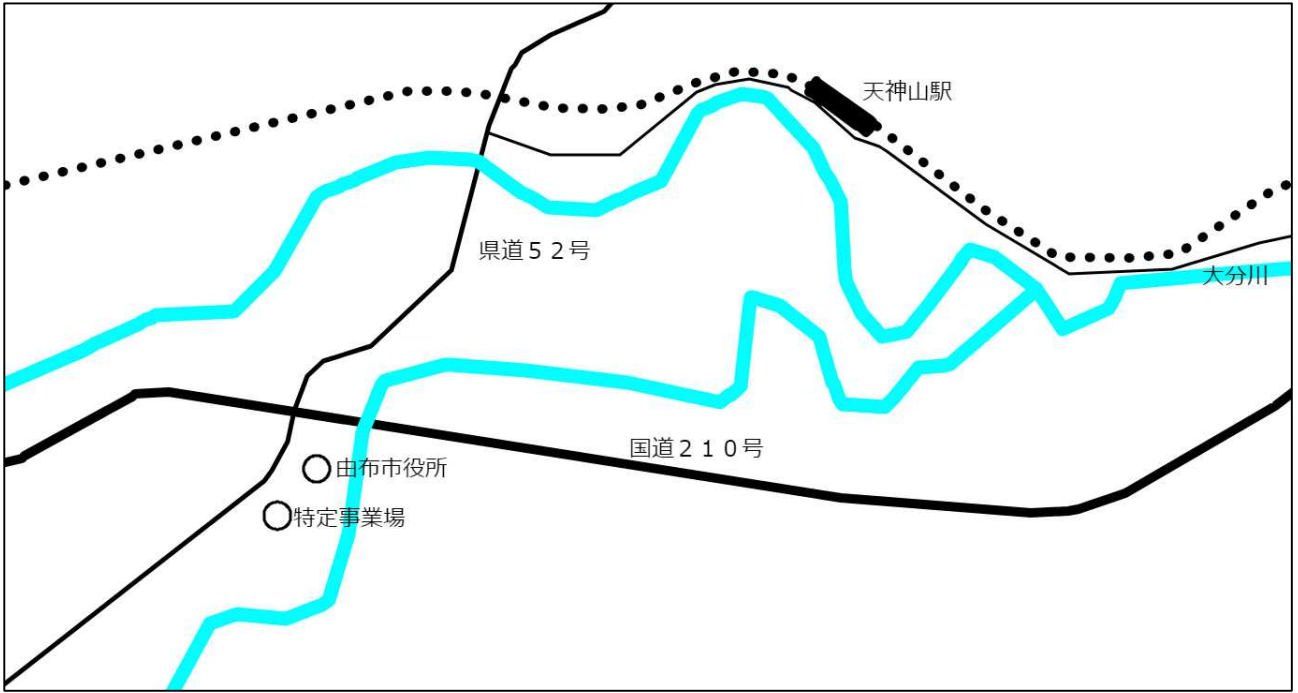 天神山駅
県道５２号
大分川
国道２１０号
由布市役所
特定事業場